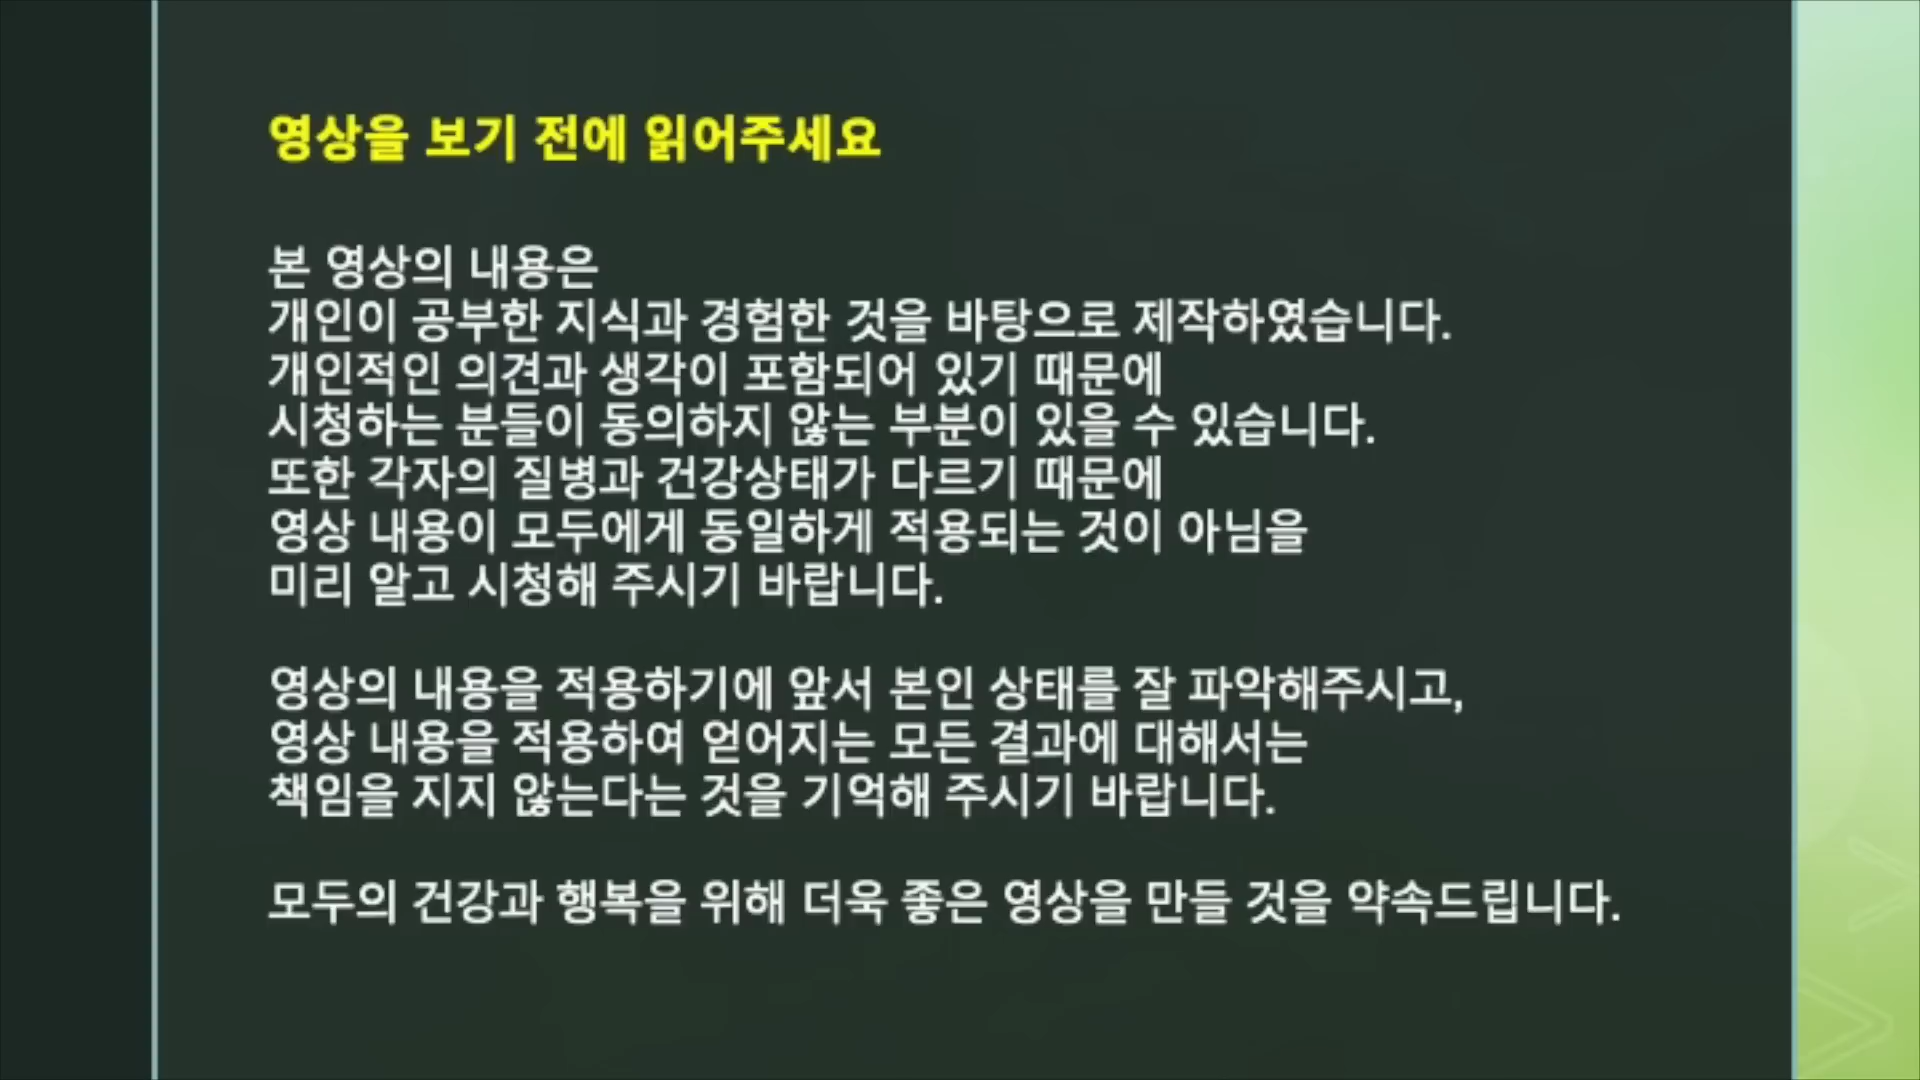 영상을 보기 전에 읽어주세요
본 영상의 내용은
개인이 공부한 지식과 경험한 것을 바탕으로 제작하였습니다.
개인적인 의견과 생각이 포함되어 있기 때문에
시청하는 분들이 동의하지 않는 부분이 있을 수 있습니다.
또한 각자의 질병과 건강상태가 다르기 때문에
영상 내용이 모두에게 동일하게 적용되는 것이 아님을
미리 알고 시청해 주시기 바랍니다.
영상의 내용을 적용하기에 앞서 본인 상태를 잘 파악해주시고,
영상 내용을 적용하여 얻어지는 모든 결과에 대해서는
책임을 지지 않는다는 것을 기억해 주시기 바랍니다.
모두의 건강과 행복을 위해 더욱 좋은 영상을 만들 것을 약속드립니다.